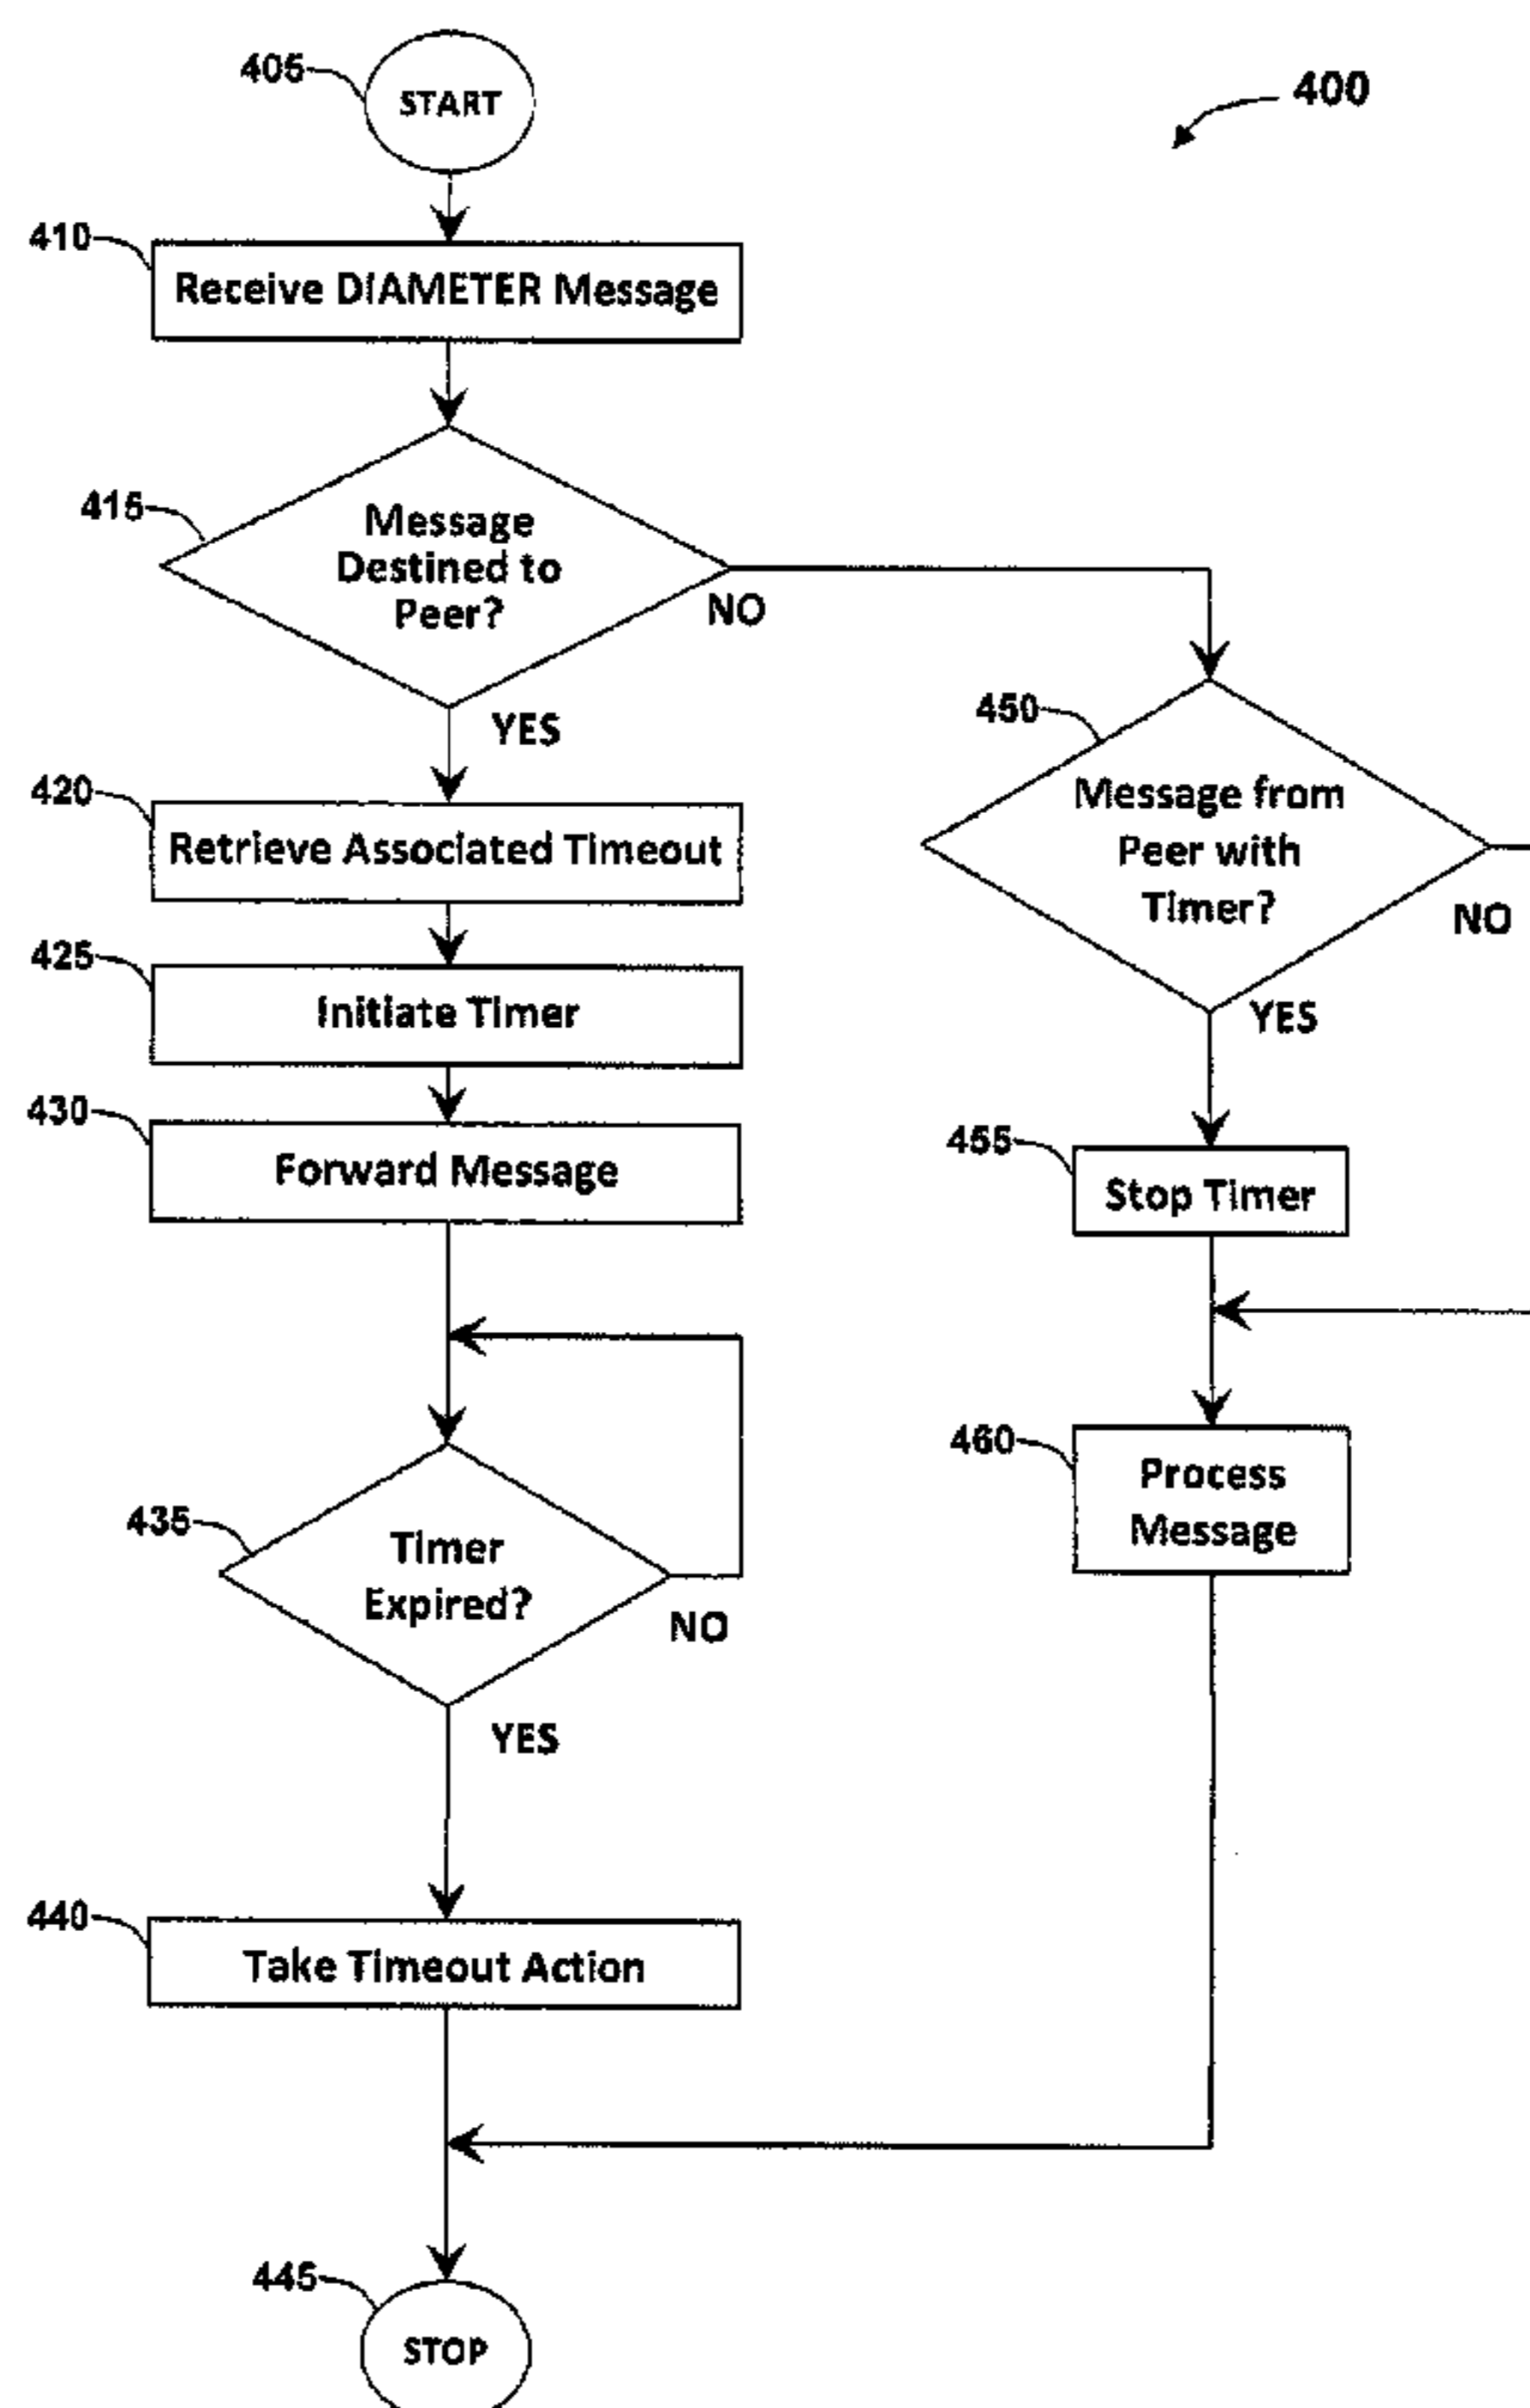 405
START
400
410
Receive DIAMETER Message
415
Message
Destined to
Peer?
NO
YES
450
Message from
Peer with
Timer?
NO
YES
420
Retrieve Associated Timeout
425
Initiate Timer
430
Forward Message
455
Stop Timer
460
Process
Message
435
Timer
Expired?
NO
YES
440
Take Timeout Action
445
STOP